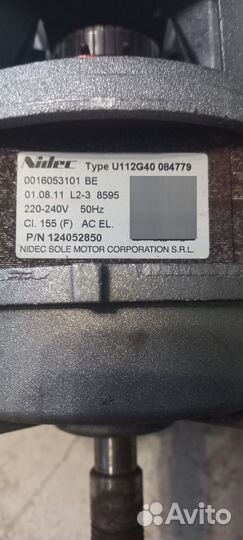 Nidec Type U112G40 084779
0016053101 BE
01.08.11 L2-3 8595
220-240V 50Hz
Cl. 155 (F) AC EL.
P/N 124052850
NIDEC SOLE MOTOR CORPORATION S.R.L.
Avito